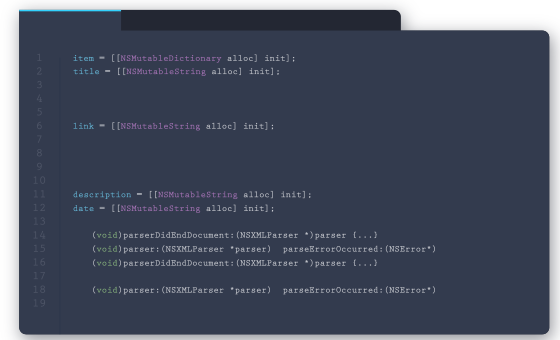 1 item = [[NSMutableDictionary alloc] init];
2 title = [[NSMutableString alloc] init];
3
4
5
6 link = [[NSMutableString alloc] init];
7
8
9
10
11 description = [[NSMutableString alloc] init];
12 date = [[NSMutableString alloc] init];
13
14 (void)parserDidEndDocument:(NSXMLParser *)parser {...}
15 (void)parser:(NSXMLParser *parser) parseErrorOccurred:(NSError*)
16 (void)parserDidEndDocument:(NSXMLParser *)parser {...}
17
18 (void)parser:(NSXMLParser *parser) parseErrorOccurred:(NSError*)
19